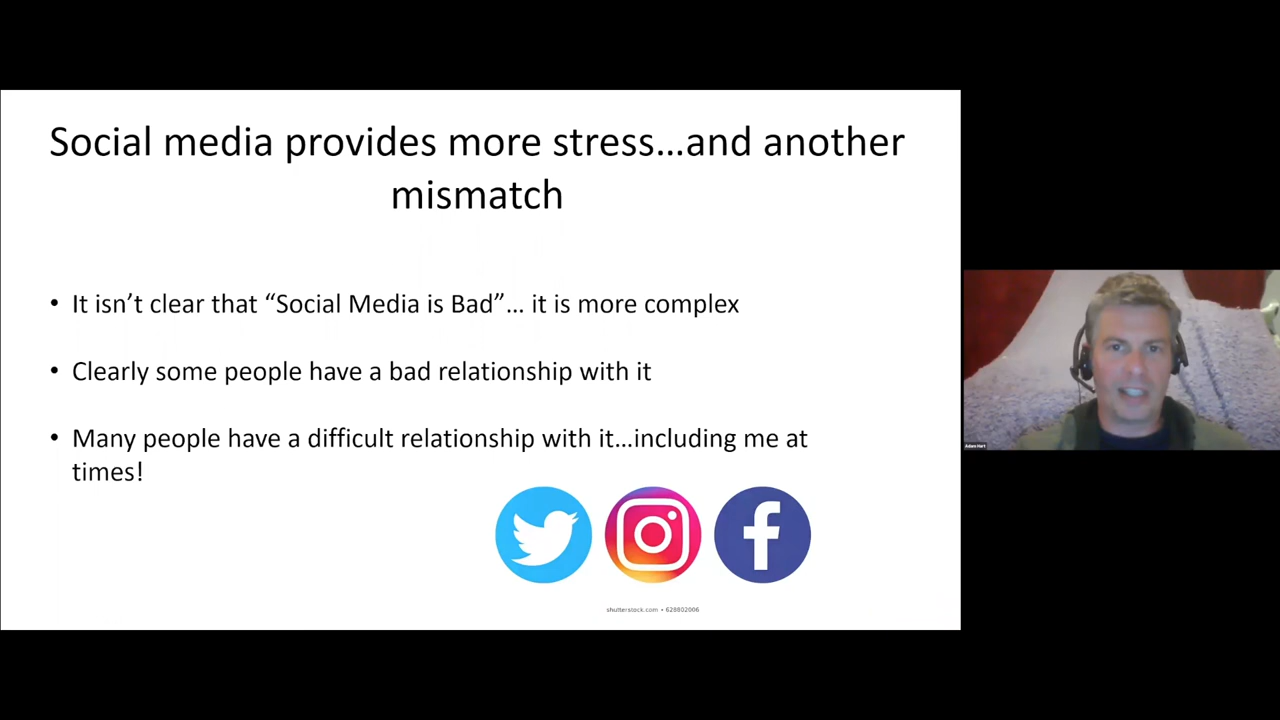 Social media provides more stress...and another
mismatch
• It isn’t clear that “Social Media is Bad”... it is more complex
• Clearly some people have a bad relationship with it
• Many people have a difficult relationship with it...including me at
times!
shutterstock.com • 628802006
Adam Hart